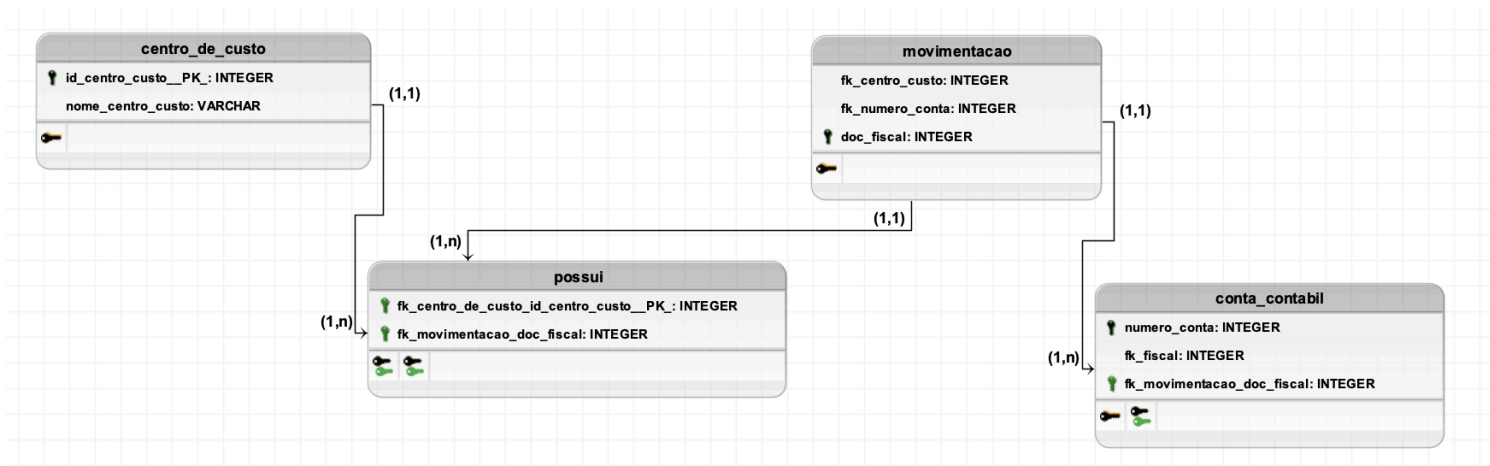 centro_de_custo
id_centro_custo__PK_: INTEGER
nome_centro_custo: VARCHAR
(1,1)
movimentacao
fk_centro_custo: INTEGER
fk_numero_conta: INTEGER
doc_fiscal: INTEGER
(1,1)
(1,1)
(1,n)
possui
fk_centro_de_custo_id_centro_custo__PK_: INTEGER
fk_movimentacao_doc_fiscal: INTEGER
(1,n)
conta_contabil
numero_conta: INTEGER
fk_fiscal: INTEGER
fk_movimentacao_doc_fiscal: INTEGER
(1,n)